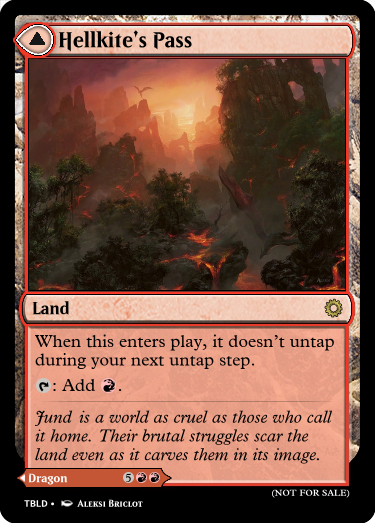 Hellkite's Pass
Land
When this enters play, it doesn't untap
during your next untap step.
: Add .
Jund is a world as cruel as those who call
it home. Their brutal struggles scar the
land even as it carves them in its image.
Dragon 5
TBLD • Aleksi Briclot
(NOT FOR SALE)